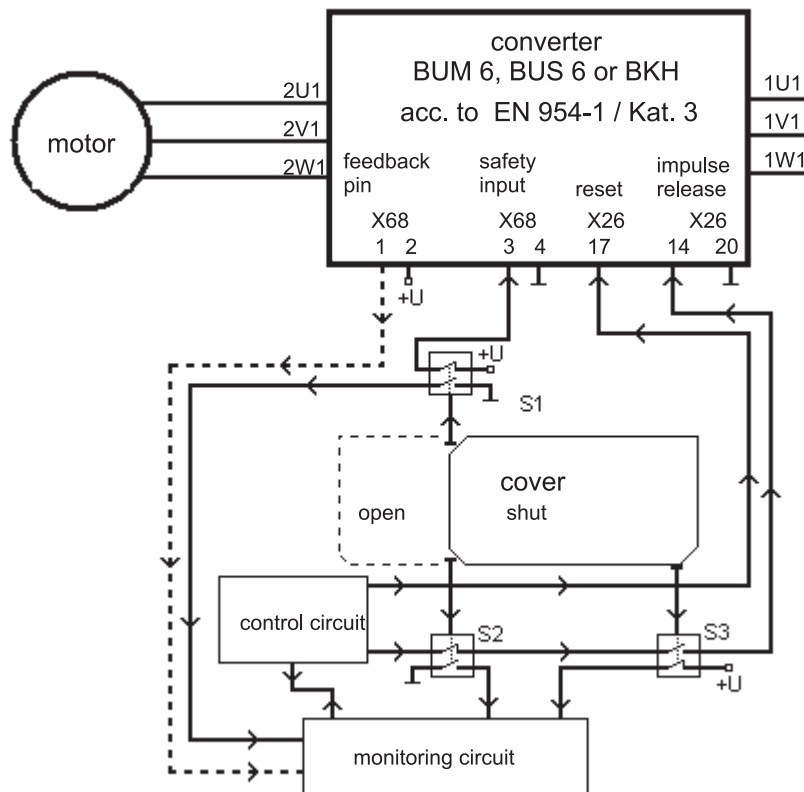 converter
BUM 6, BUS 6 or BKH
acc. to EN 954-1 / Kat. 3
motor
2U1
2V1
2W1
1U1
1V1
1W1
feedback
pin
safety
input
reset
impulse
release
X68
X68
X26
X26
1
2
3
4
17
14
20
+U
+U
S1
cover
open
shut
control circuit
S2
S3
+U
monitoring circuit